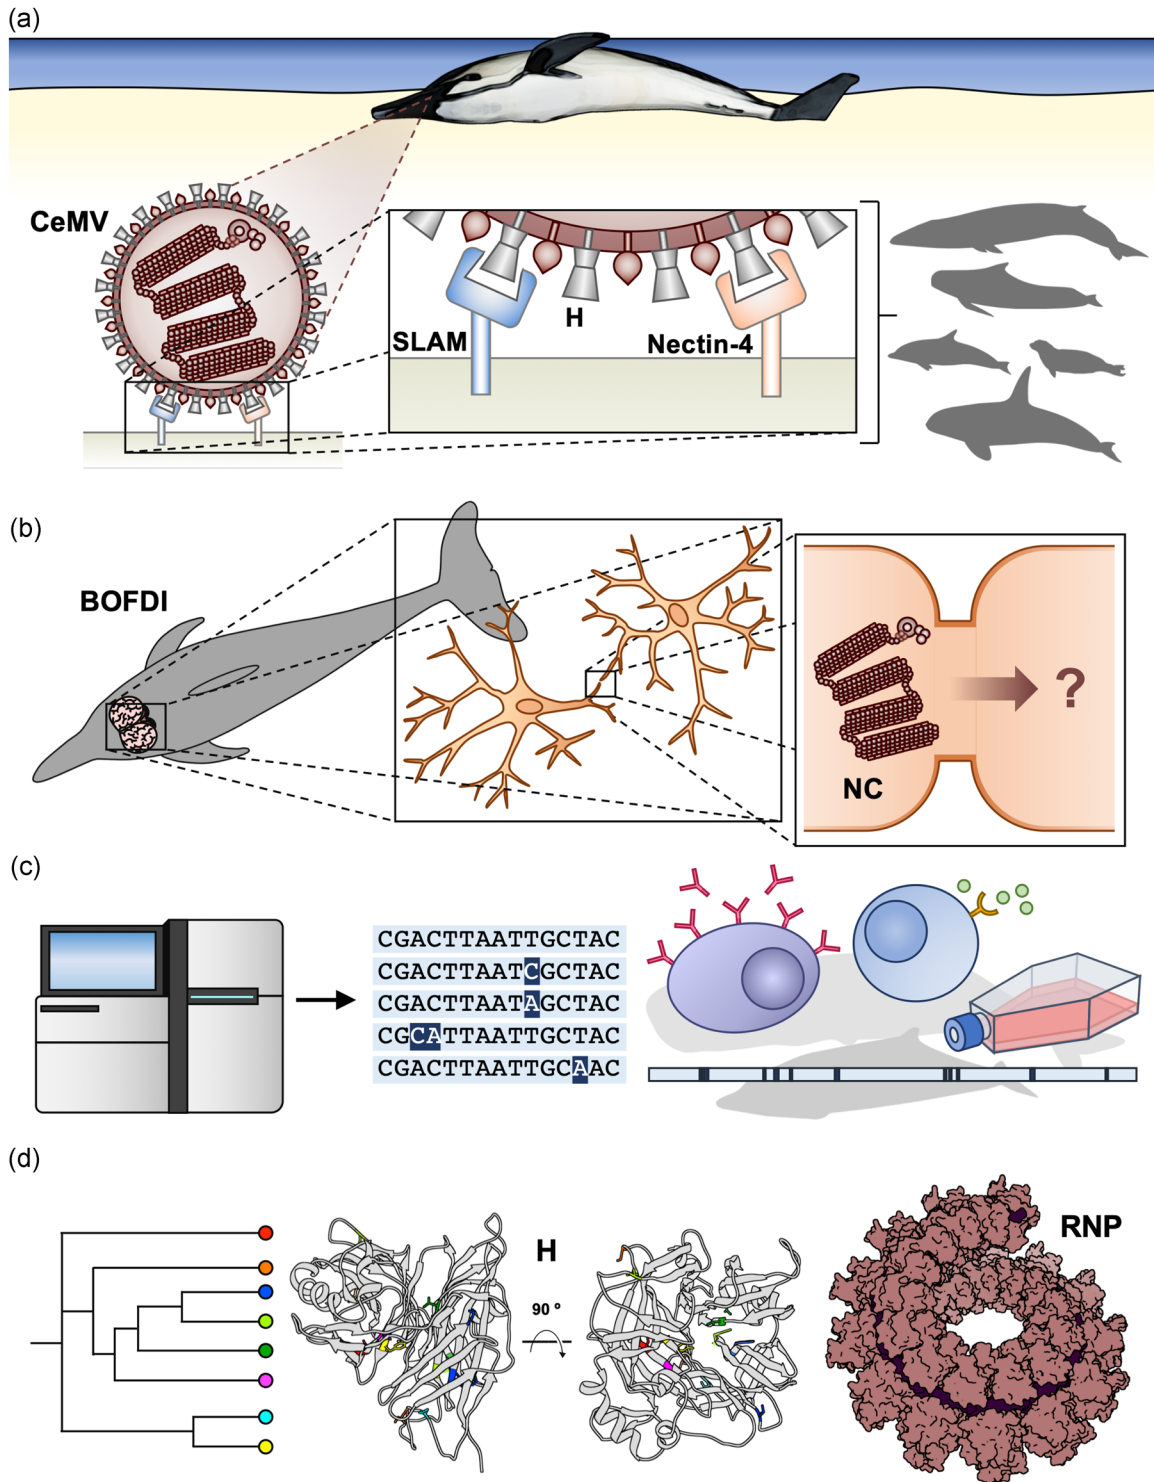 (a)
CeMV
SLAM
H
Nectin-4
(b)
BOFDI
NC
?
(c)
CGACTTAATTGCTAC
CGACTTAATCGCTAC
CGACTTAATAGCTAC
CGCATTAATTGCTAC
CGACTTAATTGCAAC
(d)
H
90 º
RNP